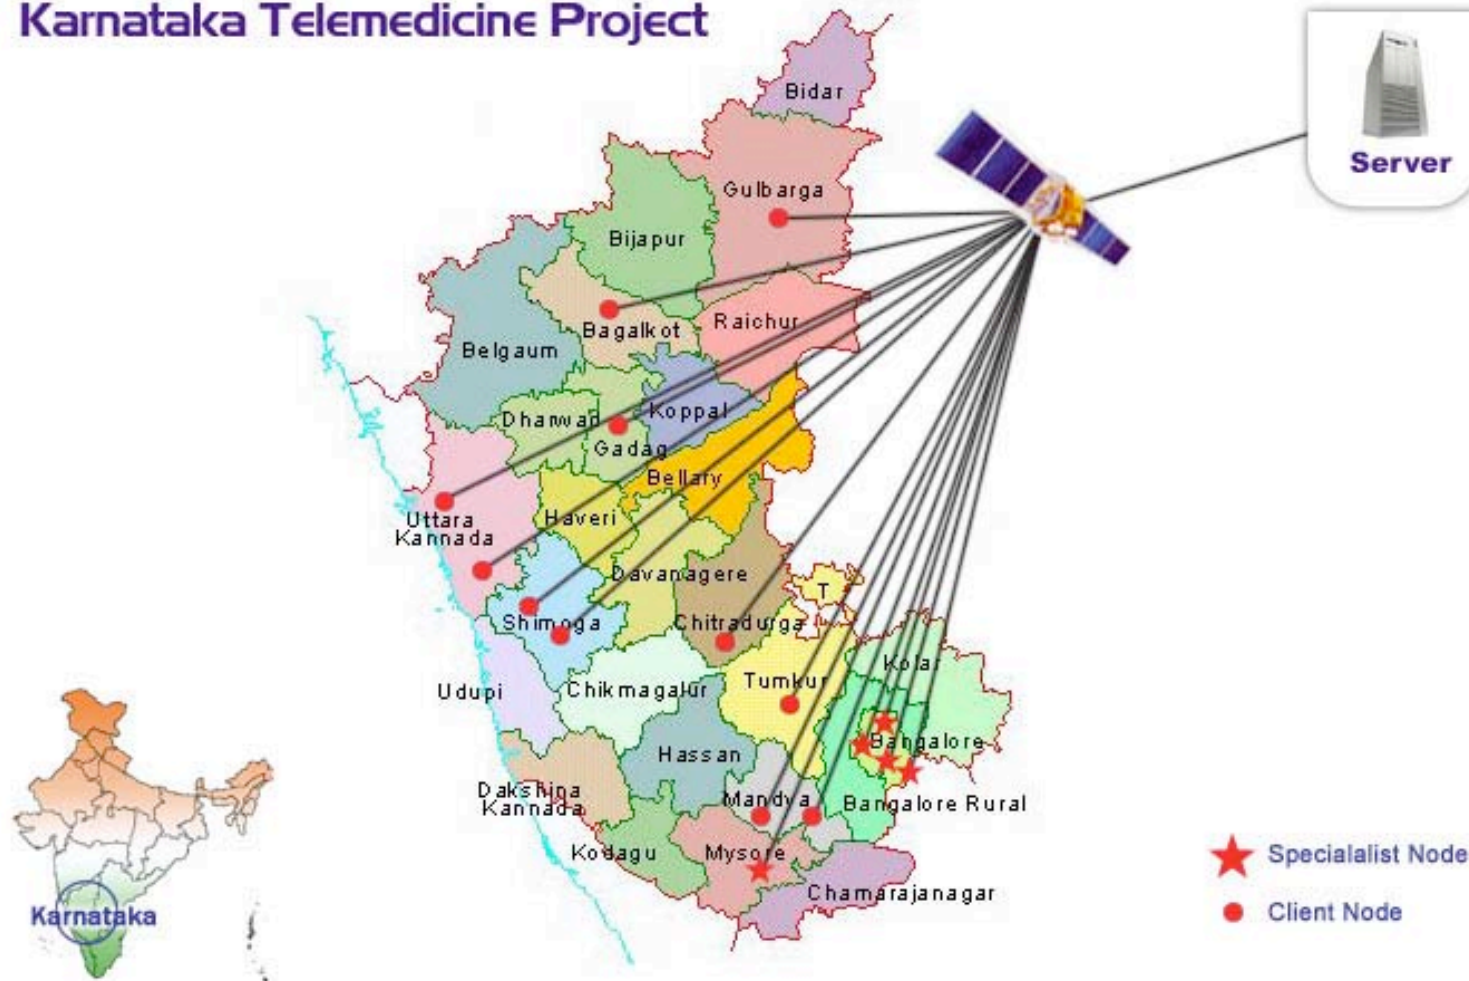 Karnataka Telemedicine Project
Bidar
Server
Gulbarga
Bijapur
Bagalkot
Raichur
Belgaum
Dharwad
Koppal
Gadag
Bellary
Uttara
Kannada
Haveri
Davanagere
T
Shimoga
Chitradurga
Kolar
Udupi
Chikmagalur
Tumkur
Bangalore
Hassan
Dakshina
Kannada
Mandya
Bangalore Rural
Kodagu
Mysore
Chamarajanagar
Specialalist Node
Client Node
Karnataka